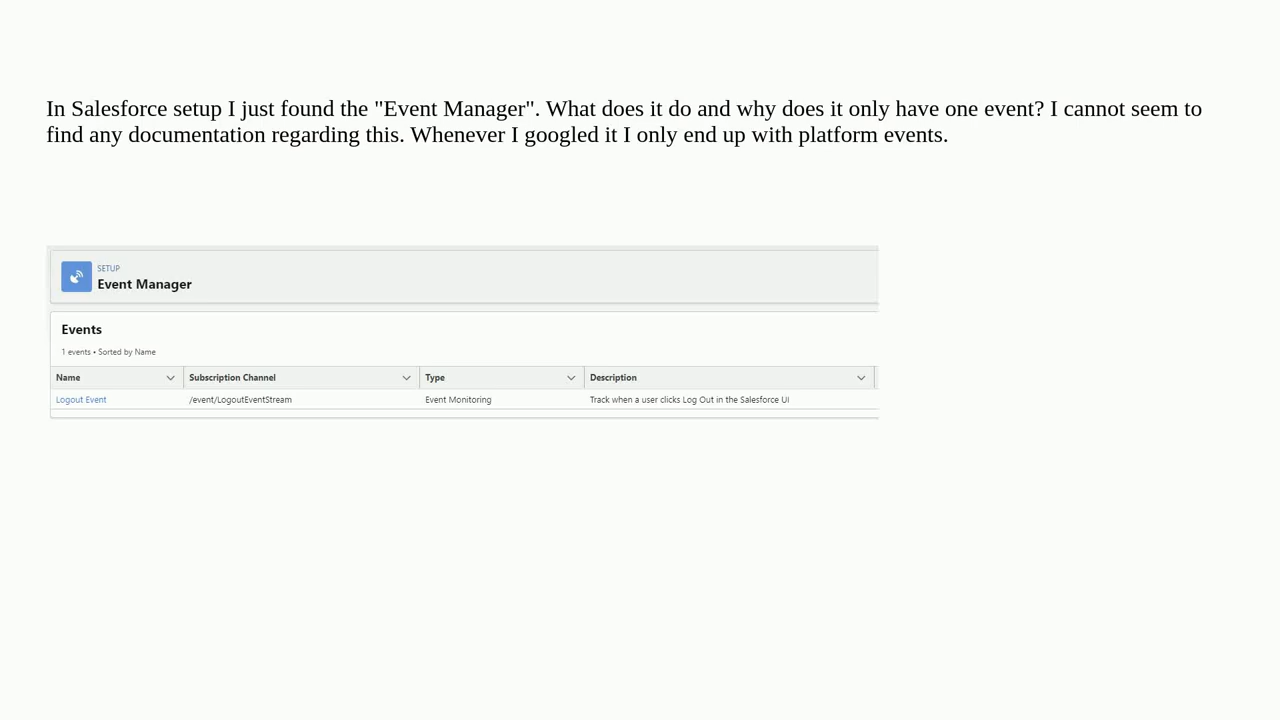 In Salesforce setup I just found the "Event Manager". What does it do and why does it only have one event? I cannot seem to
find any documentation regarding this. Whenever I googled it I only end up with platform events.
SETUP
Event Manager
Events
1 events • Sorted by Name
Name Subscription Channel Type Description
Logout Event /event/LogoutEventStream Event Monitoring Track when a user clicks Log Out in the Salesforce UI